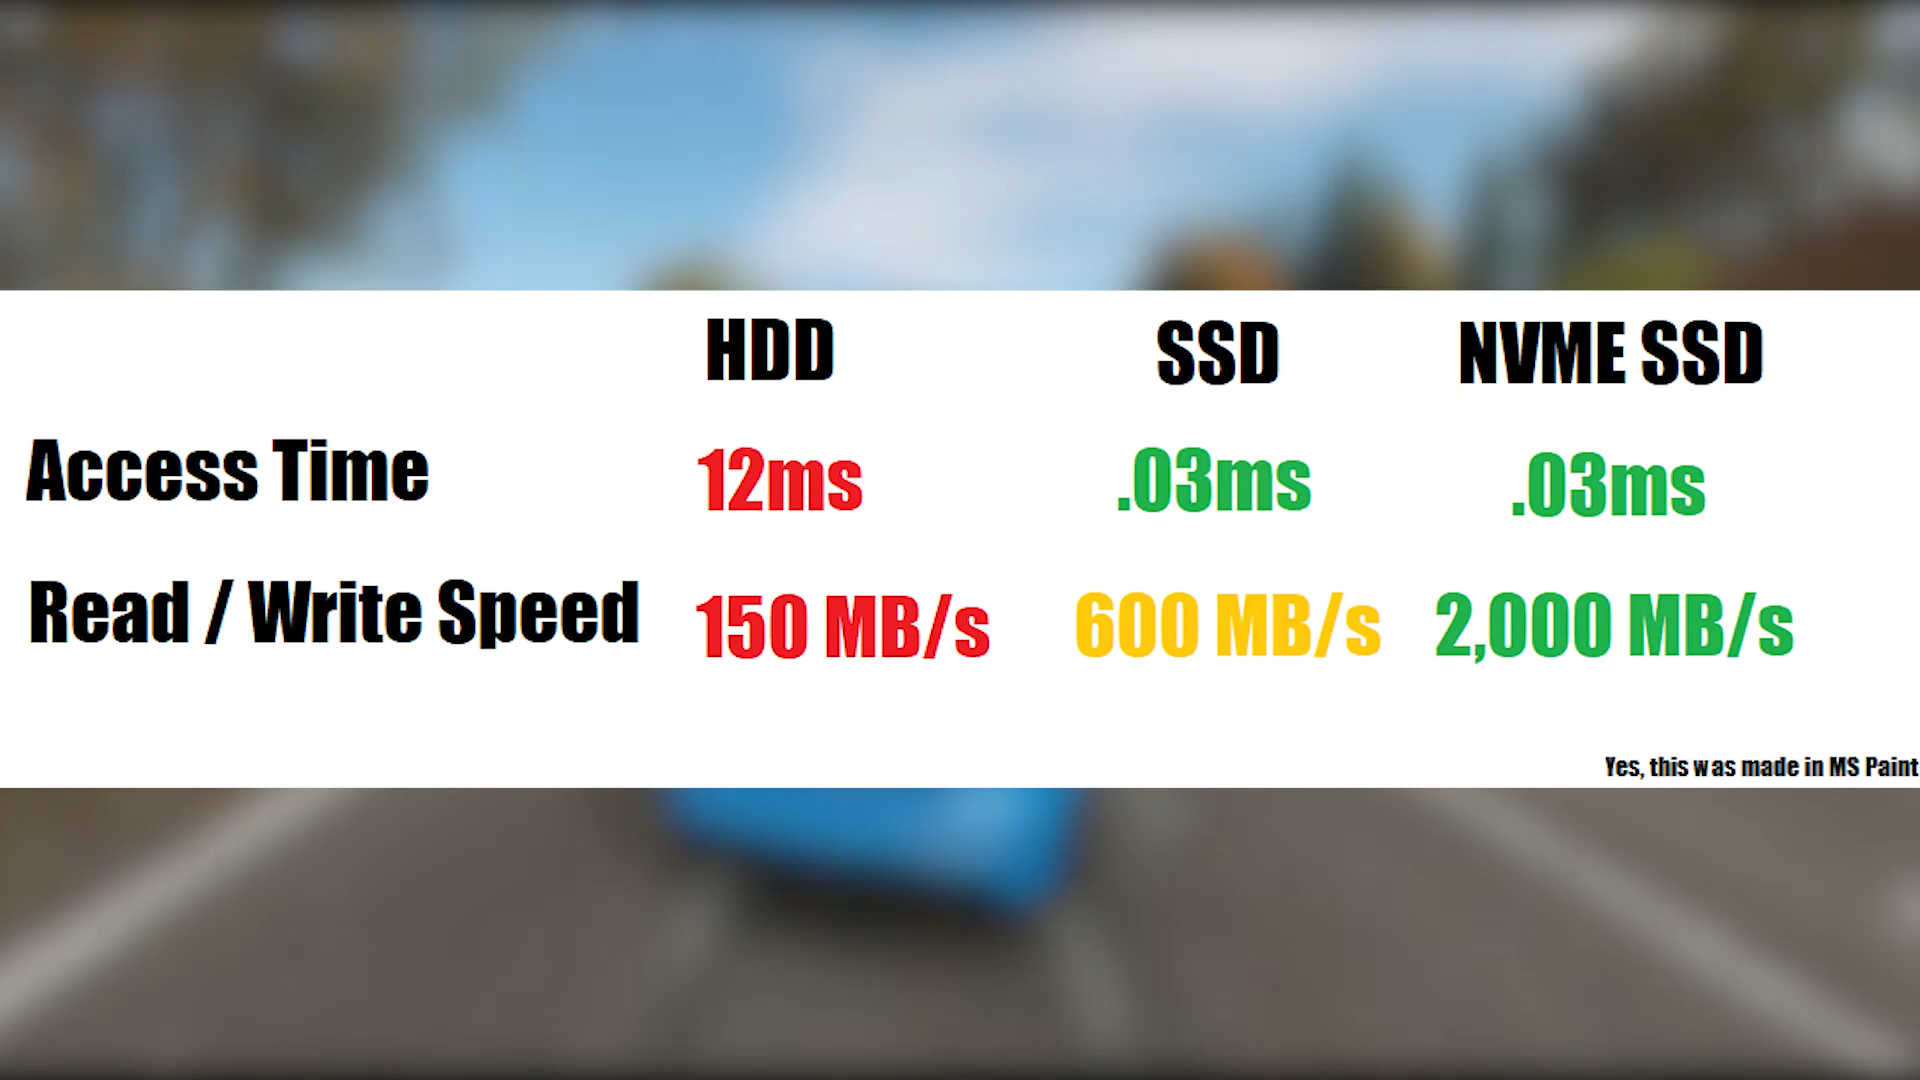 HDD SSD NVME SSD
Access Time 12ms .03ms .03ms
Read / Write Speed 150 MB/s 600 MB/s 2,000 MB/s
Yes, this was made in MS Paint